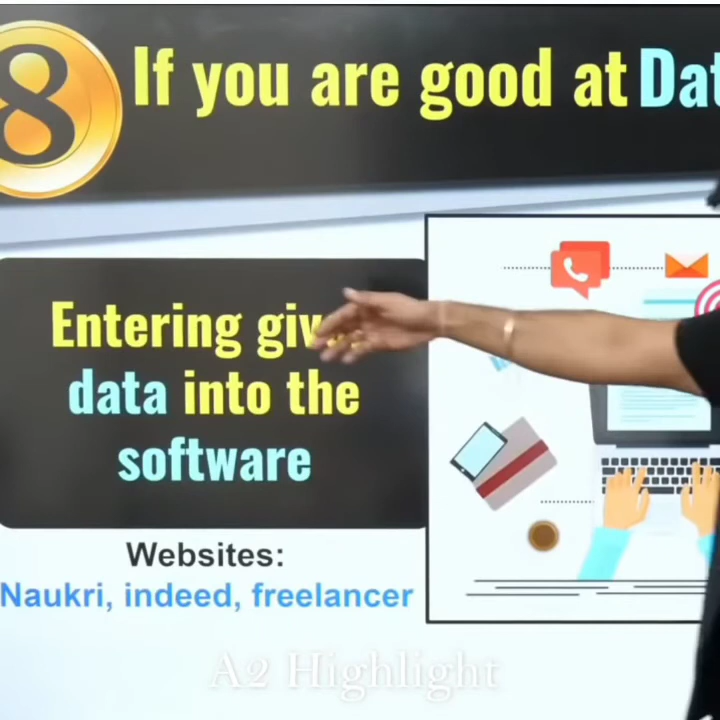 8 If you are good at
Entering
data into the
software
Websites:
Naukri, indeed, freelancer
A2 Highlight